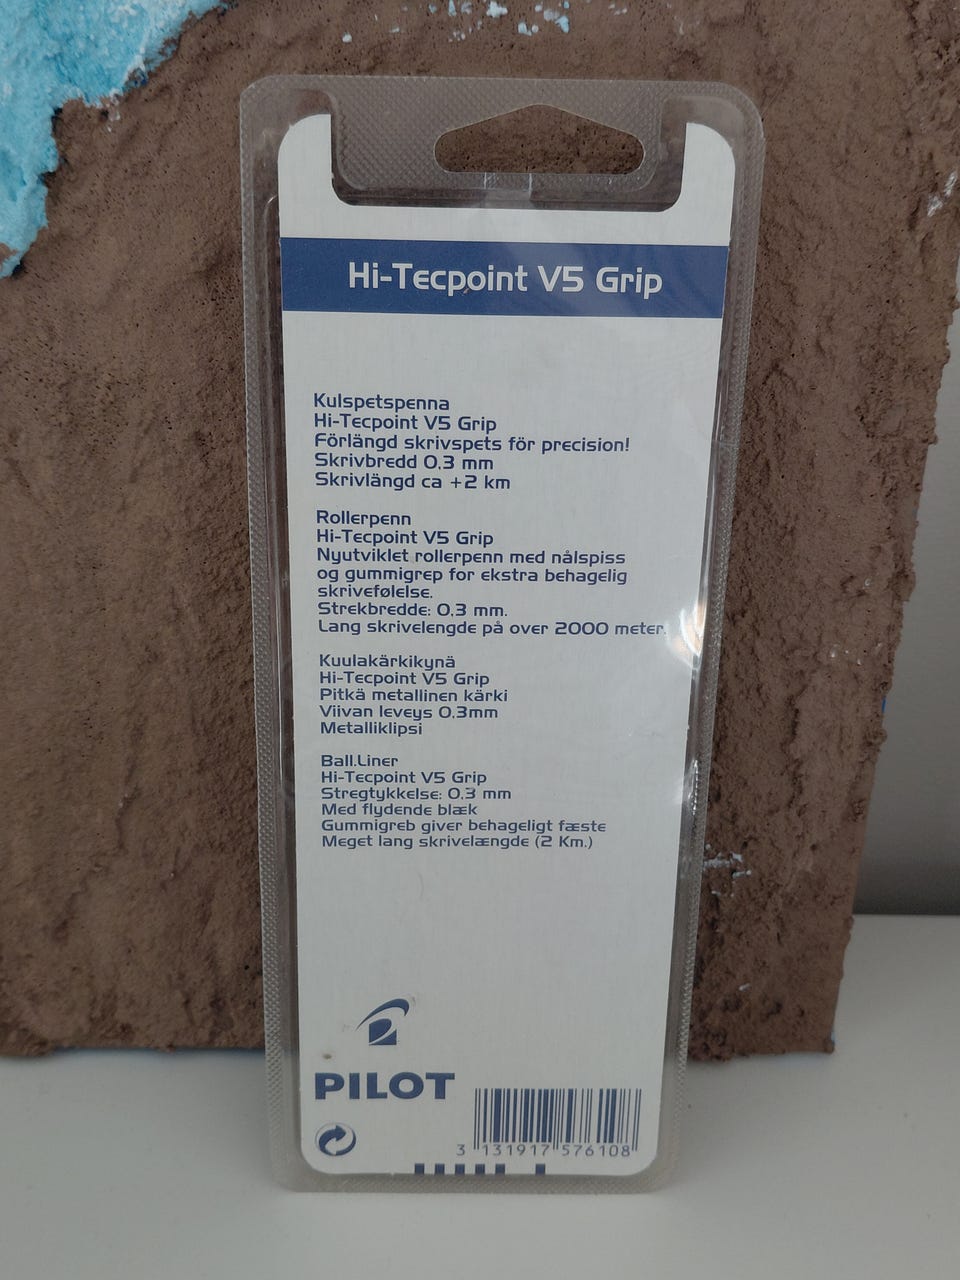 Hi-Tecpoint V5 Grip
Kulspetspenna
Hi-Tecpoint V5 Grip
Förlängd skrivspets för precision!
Skrivbredd 0.3 mm
Skrivlängd ca +2 km
Rollerpenn
Hi-Tecpoint V5 Grip
Nyutviklet rollerpenn med nålspiss
og gummigrep for ekstra behagelig
skrivefølelse.
Strekbredde: 0,3 mm.
Lang skrivelengde på over 2000 meter.
Kuulakärkikynä
Hi-Tecpoint V5 Grip
Pitkä metallinen kärki
Viivan leveys 0.3mm
Metalliklipsi
Ball.Liner
Hi-Tecpoint V5 Grip
Stregtykkelse: 0,3 mm
Med flydende blæk
Gummigreb giver behageligt fæste
Meget lang skrivelængde (2 Km.)
PILOT
3 131917 576108